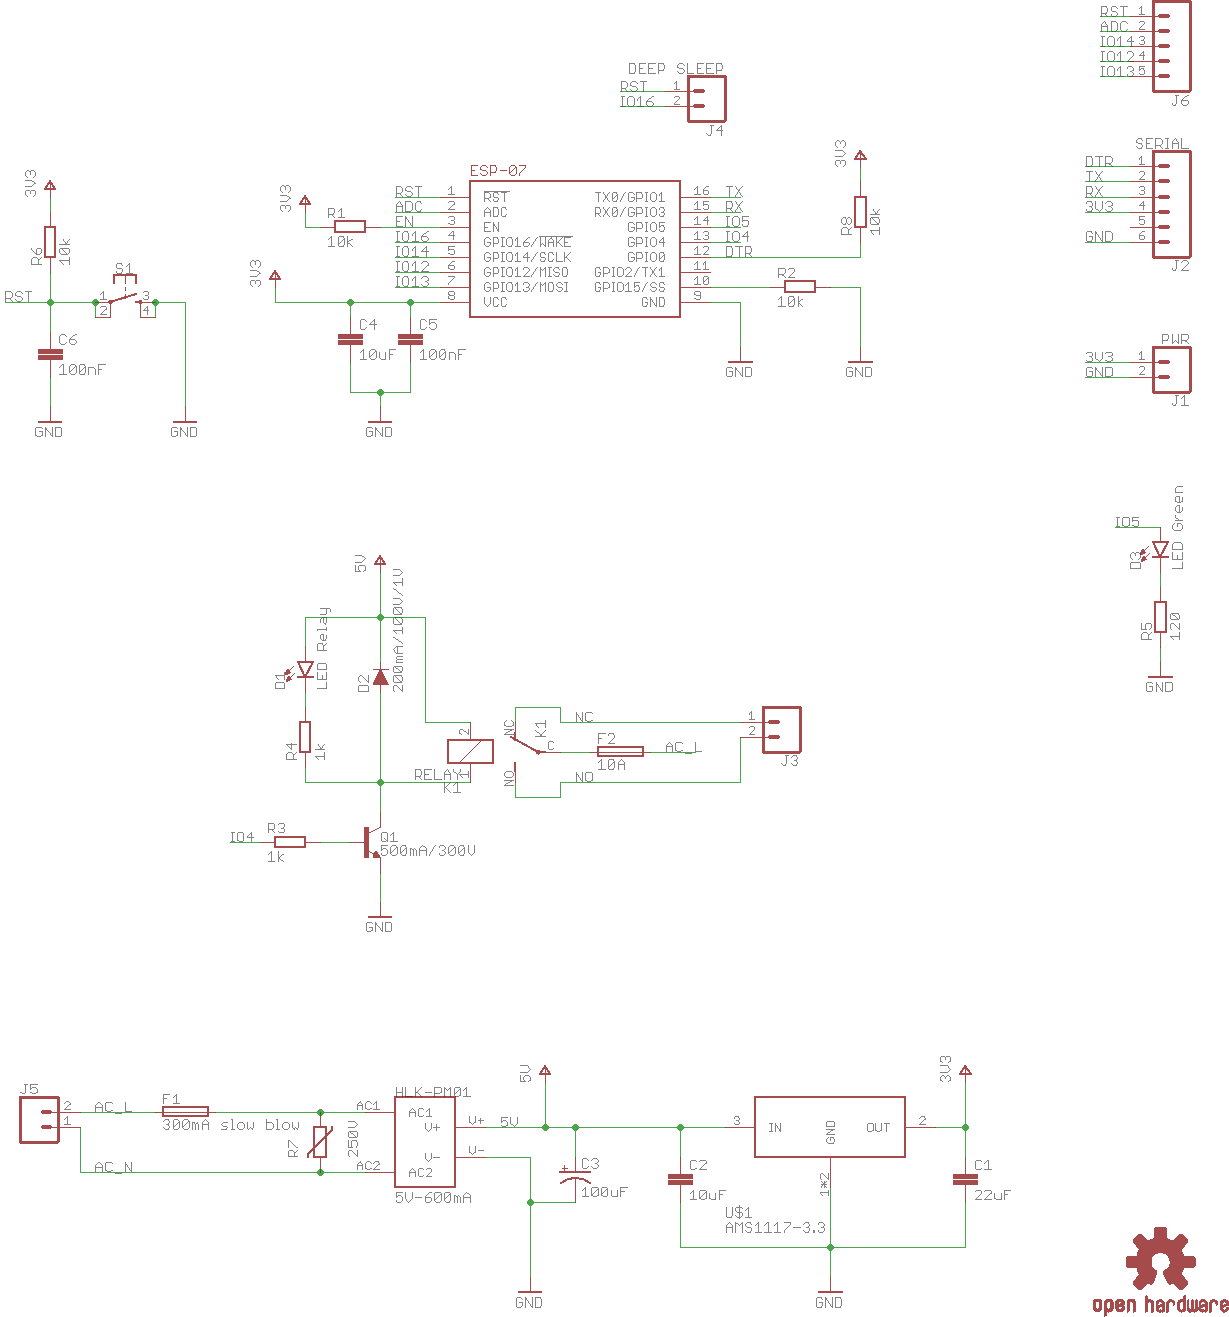 RST 1
ADC 2
IO14 3
IO12 4
IO13 5
J6
DEEP SLEEP
RST 1
IO16 2
J4
SERIAL
DTR 1
TX 2
RX 3
3V3 4
5
GND 6
J2
3V3
R6
10k
RST
S1
1 3
2 4
C6
100nF
GND
GND
3V3
R1
10k
3V3
C4
10uF
C5
100nF
GND
ESP-07
RST 1 RST TX0/GPIO1 16 TX
ADC 2 ADC RX0/GPIO3 15 RX
EN 3 EN GPIO5 14 IO5
IO16 4 GPIO16/WAKE GPIO4 13 IO4
IO14 5 GPIO14/SCLK GPIO0 12 DTR
IO12 6 GPIO12/MISO GPIO2/TX1 11
IO13 7 GPIO13/MOSI GPIO15/SS 10
8 VCC GND 9
3V3
R8
10k
R2
10k
GND
GND
PWR
3V3 1
GND 2
J1
IO5
D3
LED Green
R5
120
GND
5V
D1
LED Relay
D2
200mA/100V/1V
R4
1k
2
RELAY 1
K1
NC
K1
C
NO
NC
F2
10A
AC_L
NO
1
2
J3
IO4
R3
1k
Q1
500mA/300V
GND
J5
2
1
AC_L
F1
300mA slow blow
AC_N
R7
250V
AC1
AC2
HLK-PM01
AC1
V+
V-
AC2
5V-600mA
V+
V-
5V
5V
C3
+
100uF
GND
C2
10uF
3
IN
GND
OUT
2
1*2
U$1
AMS1117-3.3
GND
3V3
C1
22uF
open hardware